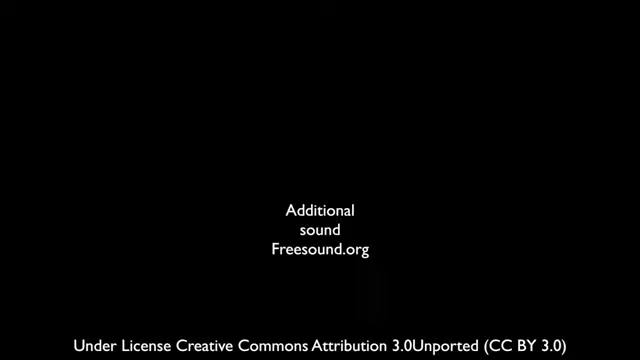 Additional
sound
Freesound.org
Under License Creative Commons Attribution 3.0Unported (CC BY 3.0)